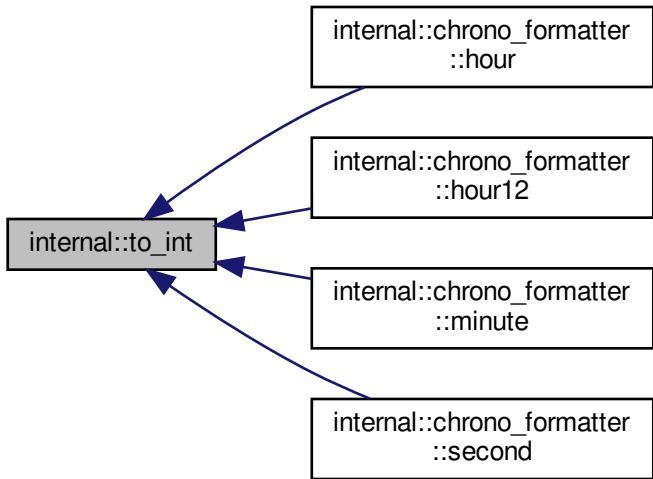 internal::chrono_formatter
::hour
internal::chrono_formatter
::hour12
internal::to_int
internal::chrono_formatter
::minute
internal::chrono_formatter
::second